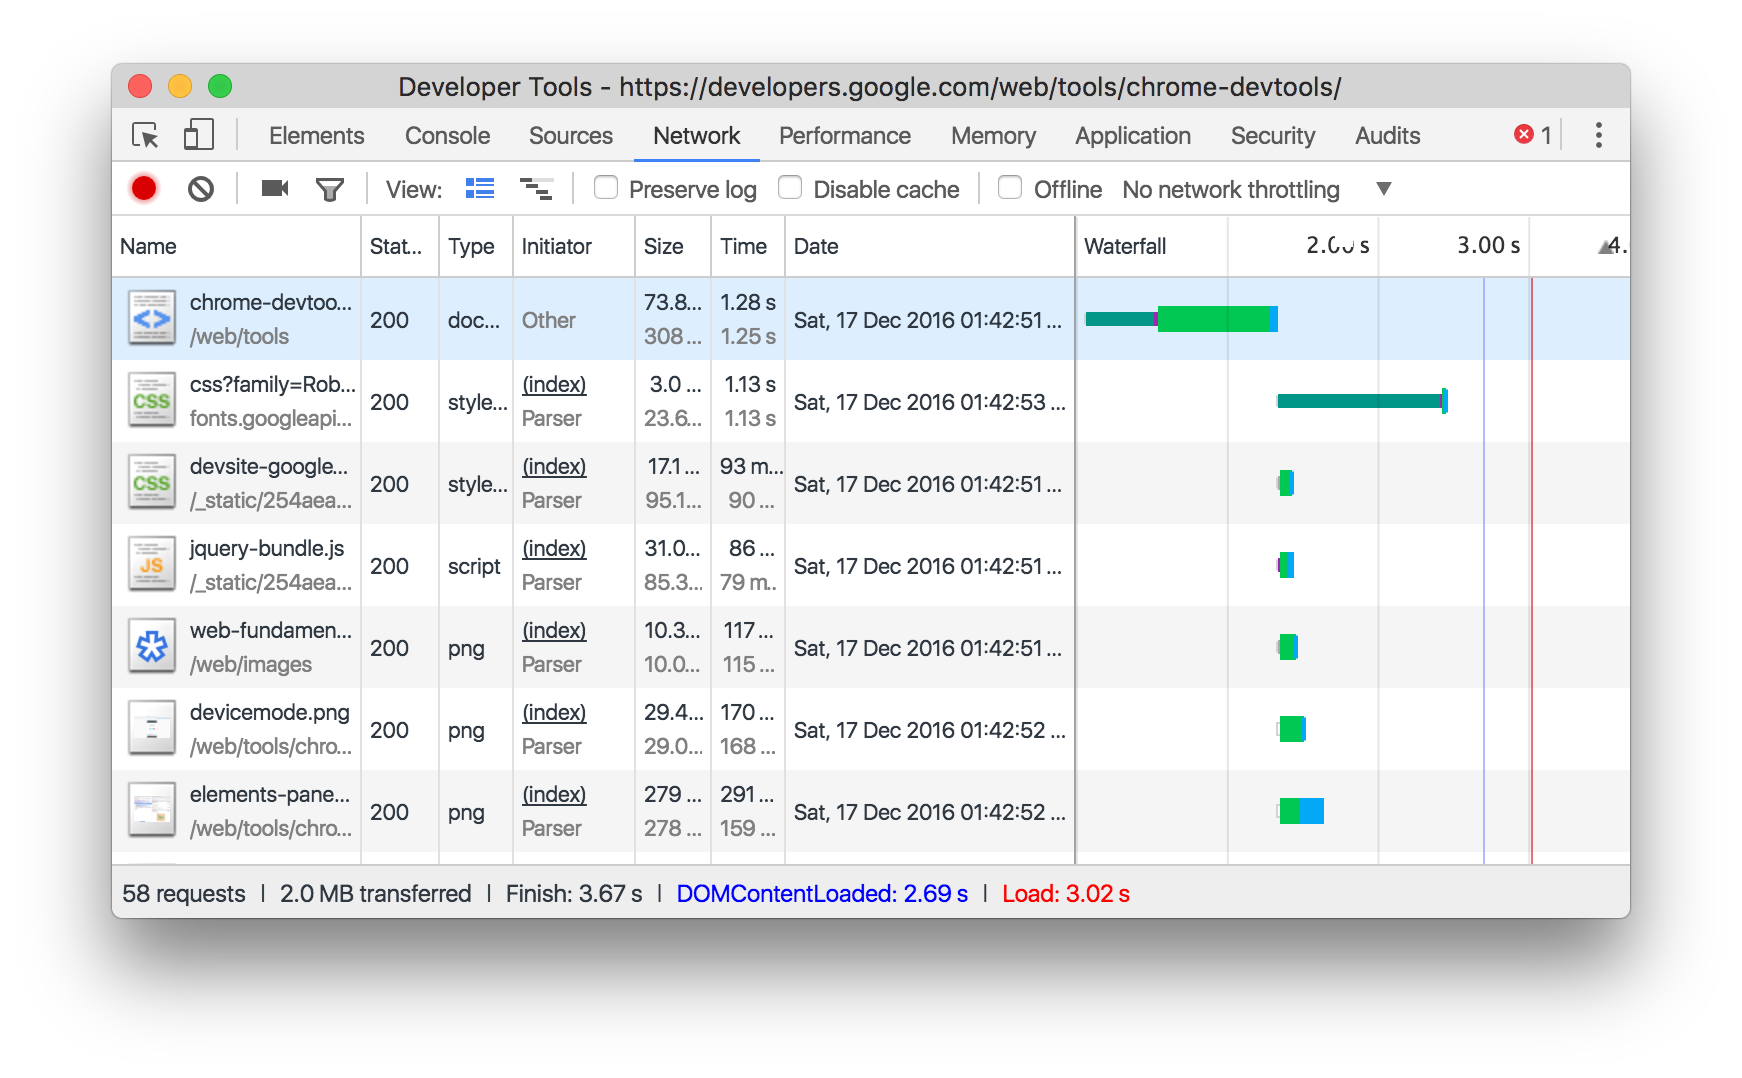 Developer Tools - https://developers.google.com/web/tools/chrome-devtools/
Elements Console Sources Network Performance Memory Application Security Audits 1
View: Preserve log Disable cache Offline No network throttling
Name Stat... Type Initiator Size Time Date Waterfall 2.00 s 3.00 s 4.
chrome-devtoo... 73.8... 1.28 s
200 doc... Other Sat, 17 Dec 2016 01:42:51 ...
/web/tools 308 ... 1.25 s
css?family=Rob... (index) 3.0 ... 1.13 s
CSS 200 style... Sat, 17 Dec 2016 01:42:53 ...
fonts.googleapi... Parser 23.6... 1.13 s
devsite-google... (index) 17.1 ... 93 m...
CSS 200 style... Sat, 17 Dec 2016 01:42:51 ...
/_static/254aea... Parser 95.1... 90 ...
jquery-bundle.js (index) 31.0... 86 ...
JS 200 script Sat, 17 Dec 2016 01:42:51 ...
/_static/254aea... Parser 85.3... 79 m..
web-fundamen... (index) 10.3... 117 ...
200 png Sat, 17 Dec 2016 01:42:51 ...
/web/images Parser 10.0... 115 ...
devicemode.png (index) 29.4... 170 ...
200 png Sat, 17 Dec 2016 01:42:52 ...
/web/tools/chro... Parser 29.0... 168 ...
elements-pane... (index) 279 ... 291 ...
200 png Sat, 17 Dec 2016 01:42:52 ...
/web/tools/chro... Parser 278 ... 159 ...
58 requests | 2.0 MB transferred | Finish: 3.67 s | DOMContentLoaded: 2.69 s | Load: 3.02 s